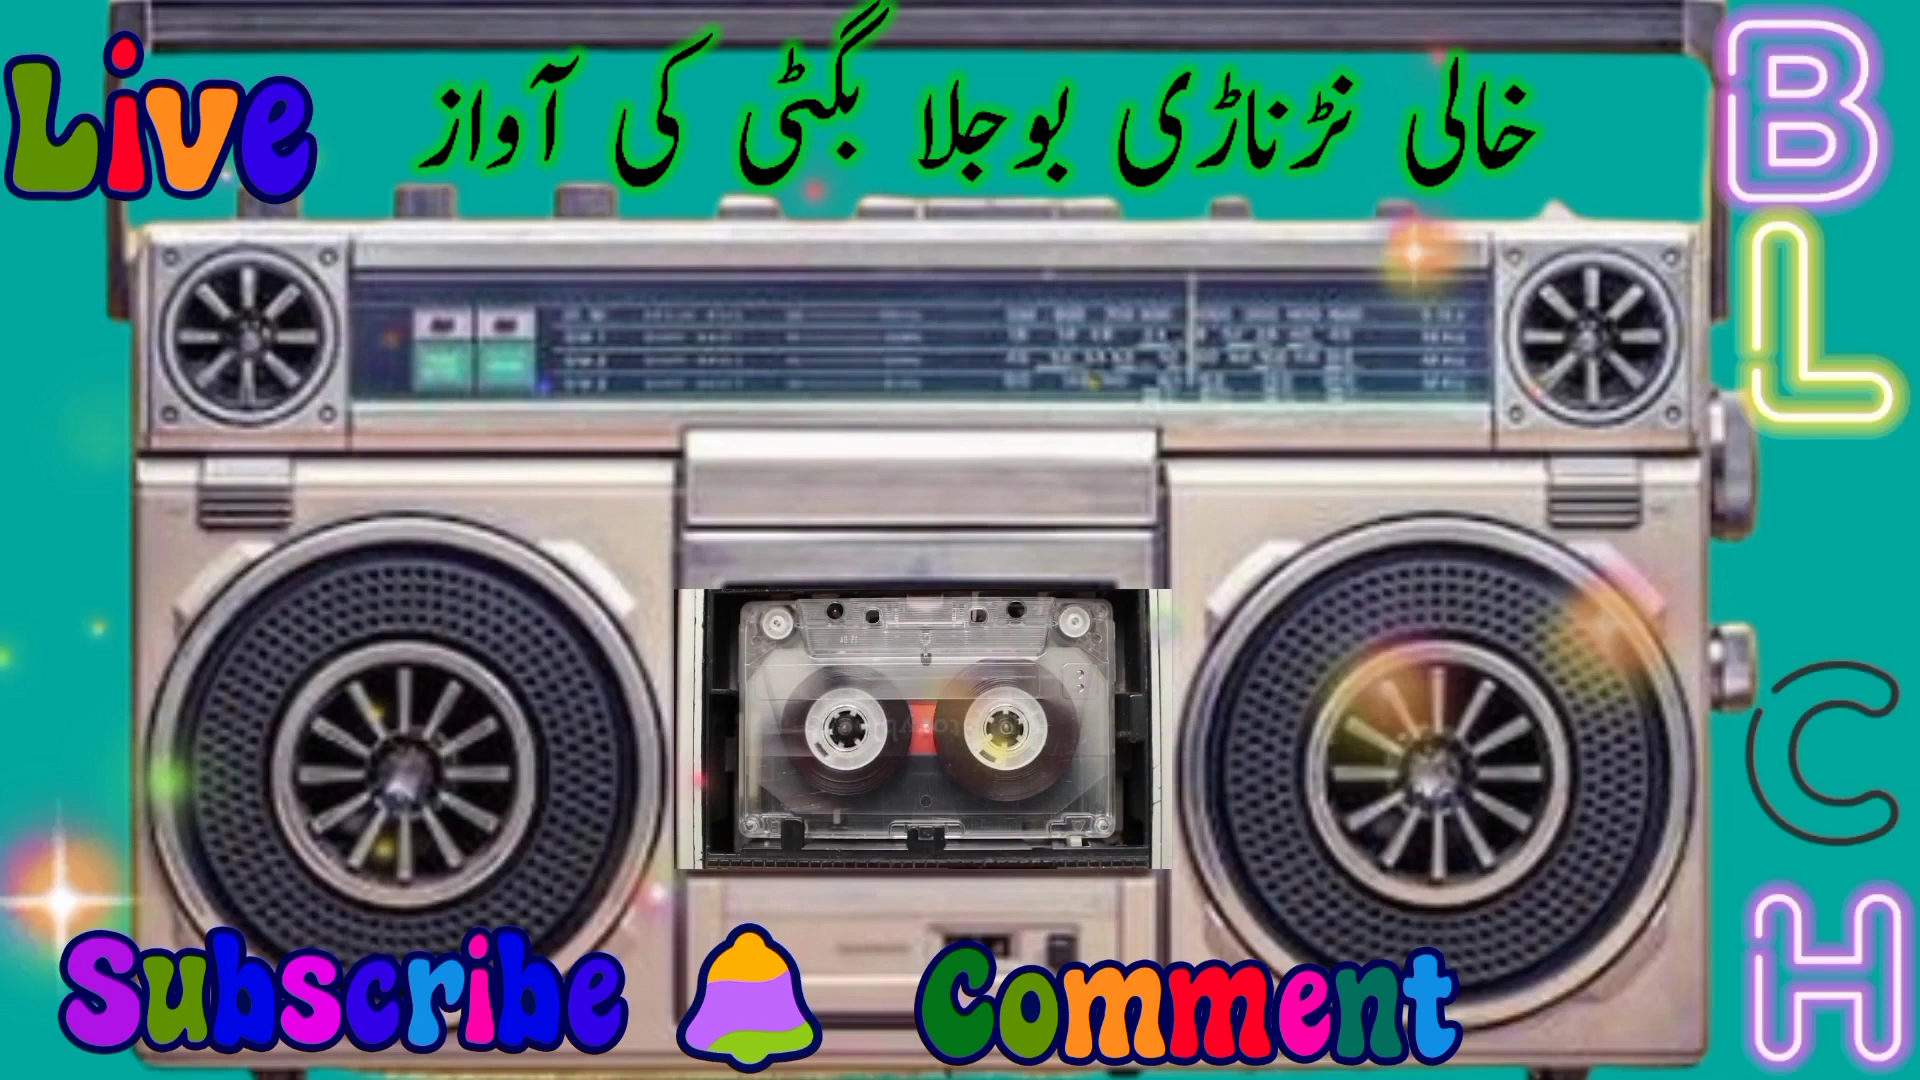 Live
خالی نڑناڑی بوجلا بگٹی کی آواز
B
L
C
H
Subscribe
Comment